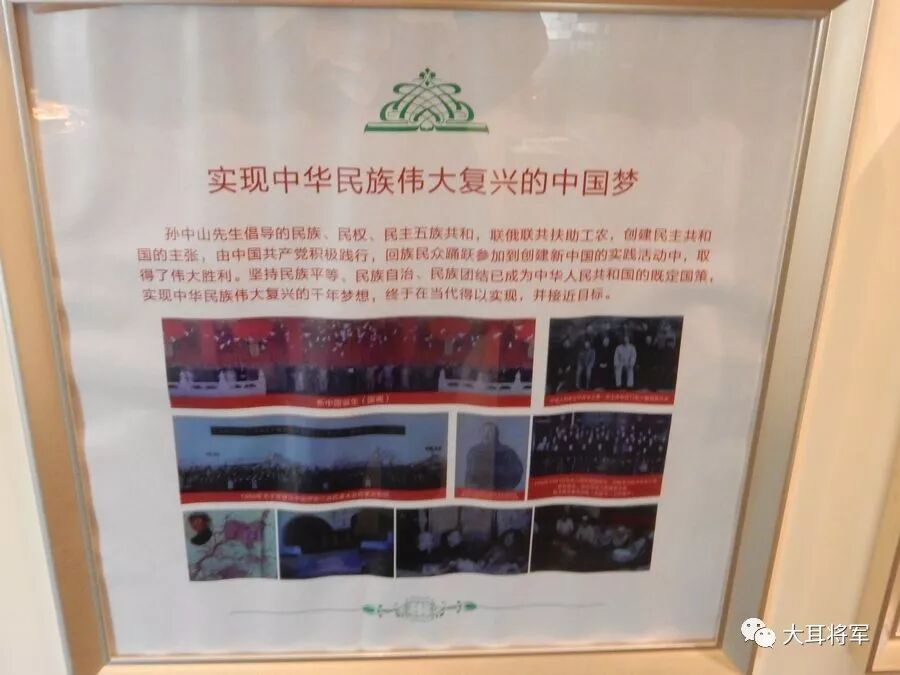 实现中华民族伟大复兴的中国梦
孙中山先生倡导的民族、民权、民主五族共和，联俄联共扶助工农，创建民主共和
国的主张，由中国共产党积极践行，回族民众踊跃参加到创建新中国的实践活动中，取
得了伟大胜利。坚持民族平等、民族自治、民族团结已成为中华人民共和国的既定国策，
实现中华民族伟大复兴的千年梦想，终于在当代得以实现，并接近目标。
新中国诞生（国画）
大耳将军